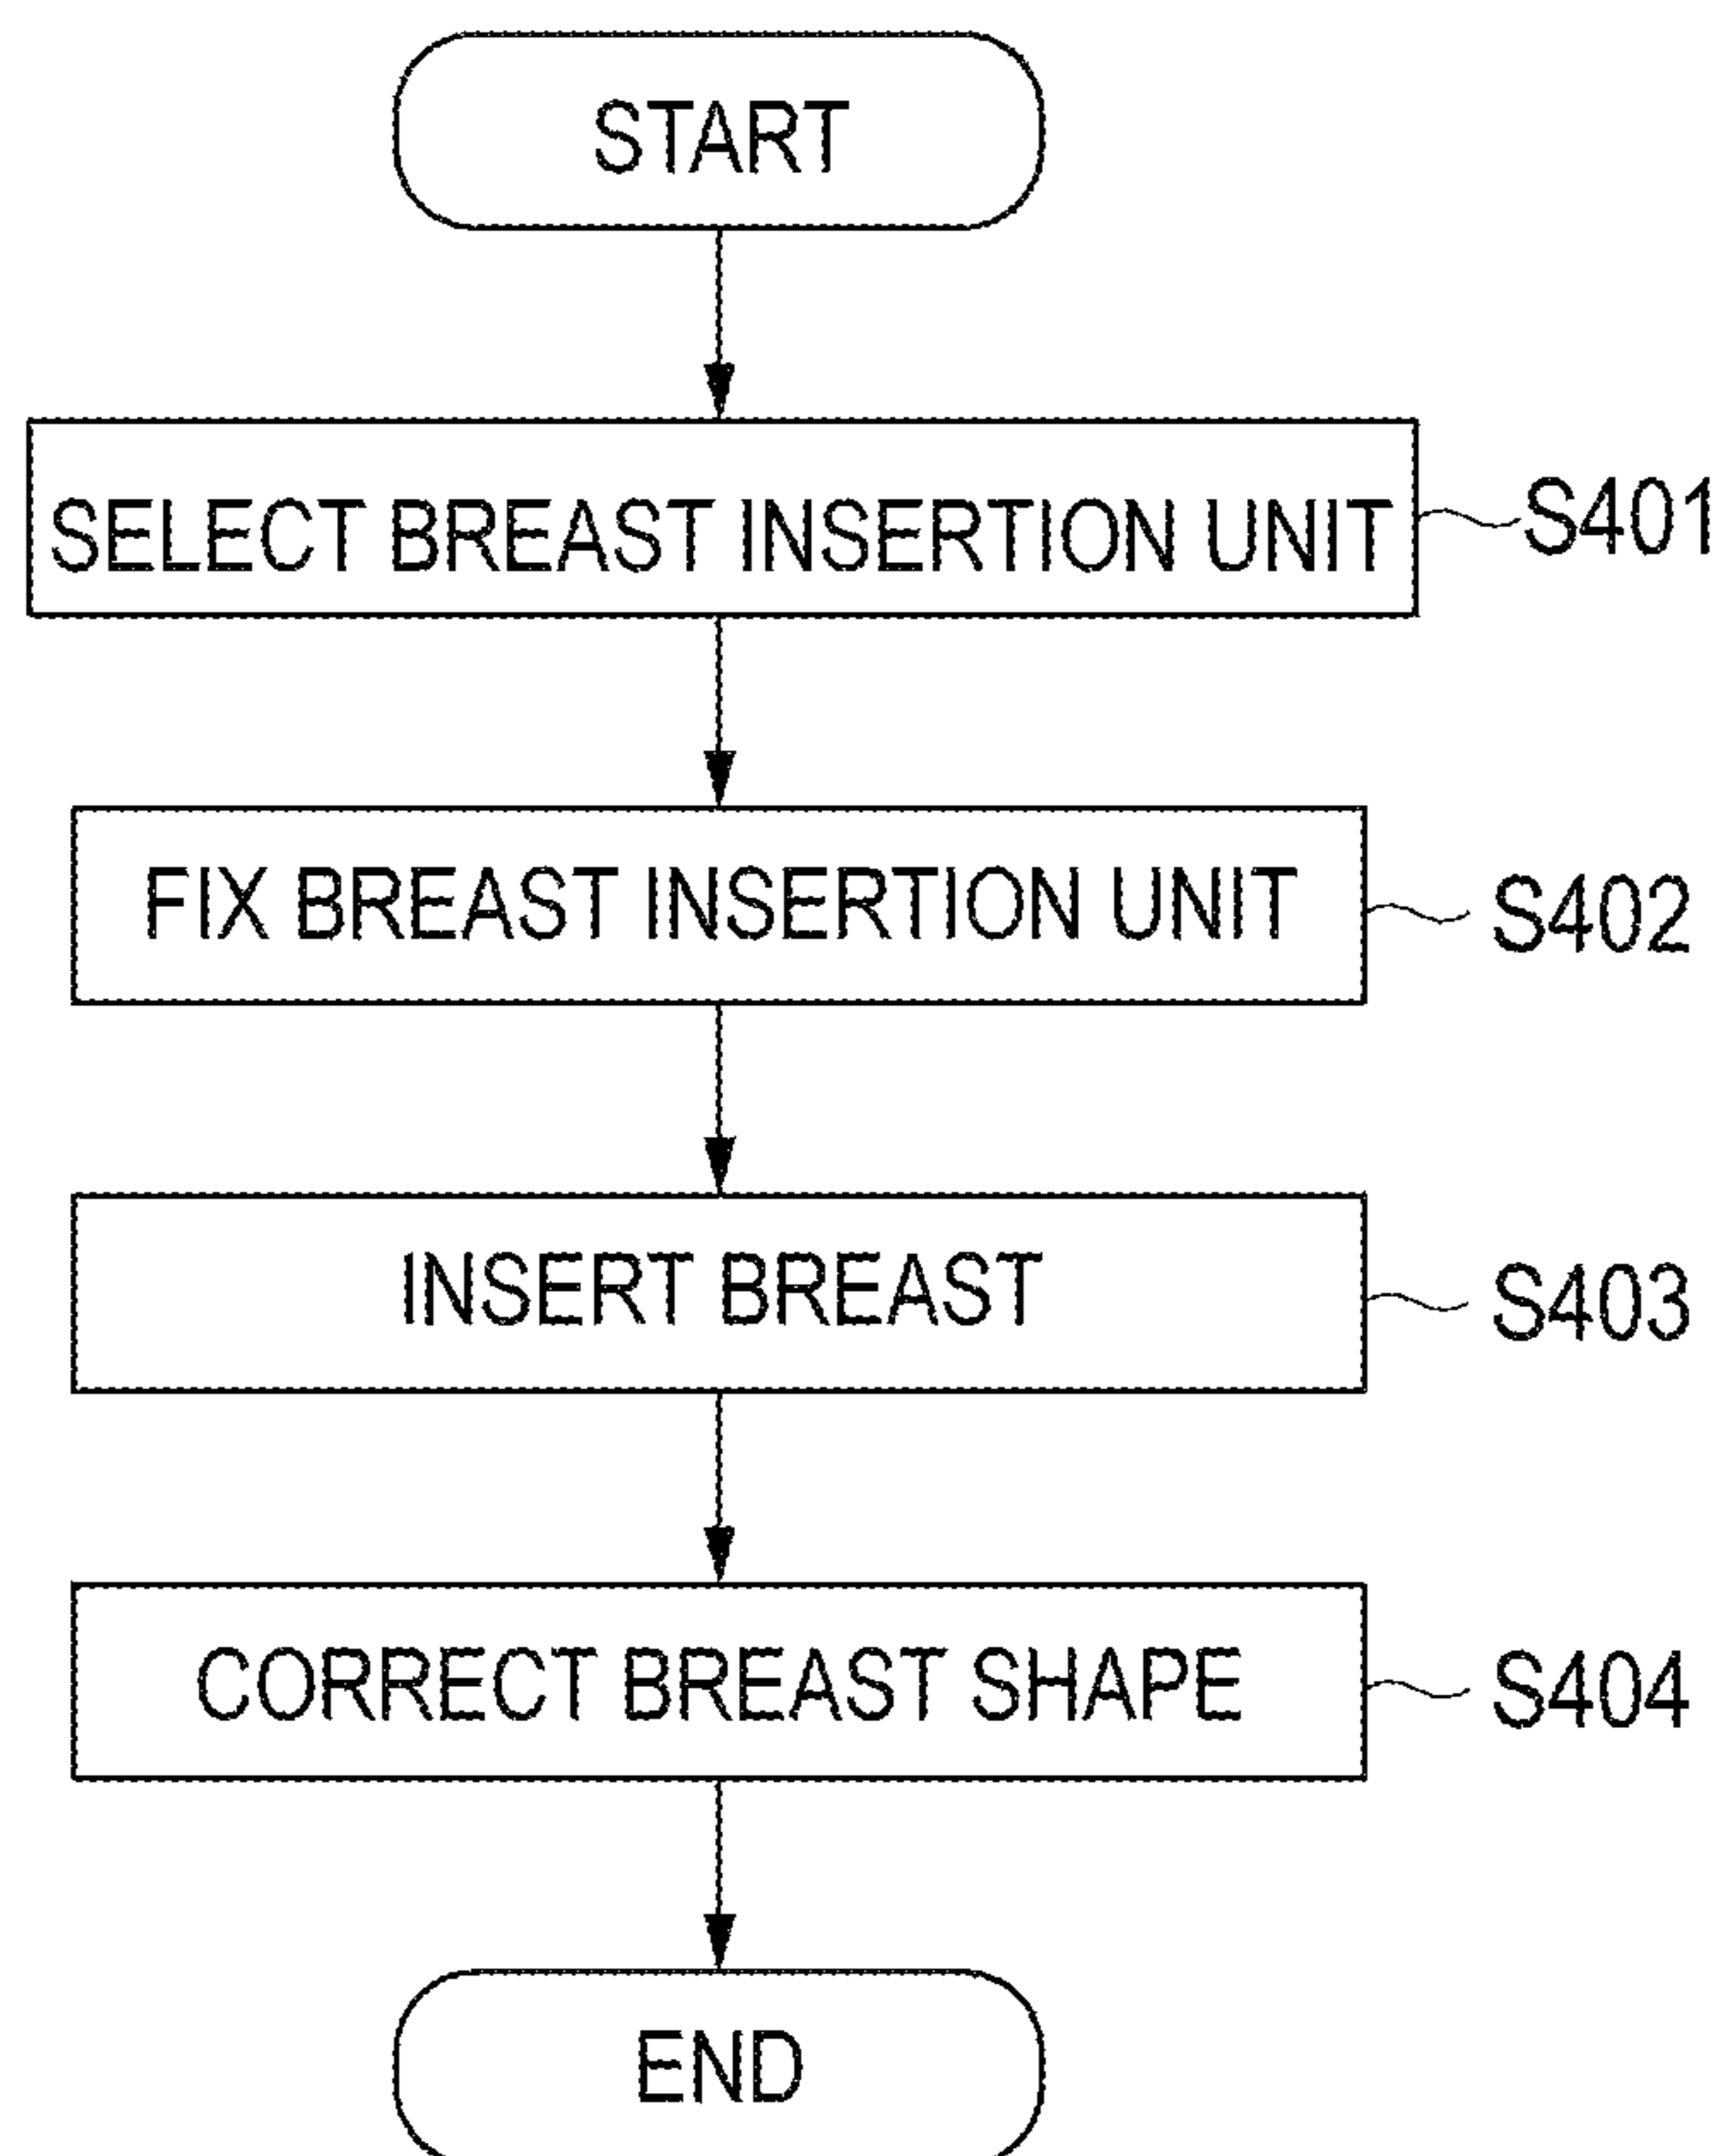 START
SELECT BREAST INSERTION UNIT S401
FIX BREAST INSERTION UNIT S402
INSERT BREAST S403
CORRECT BREAST SHAPE S404
END